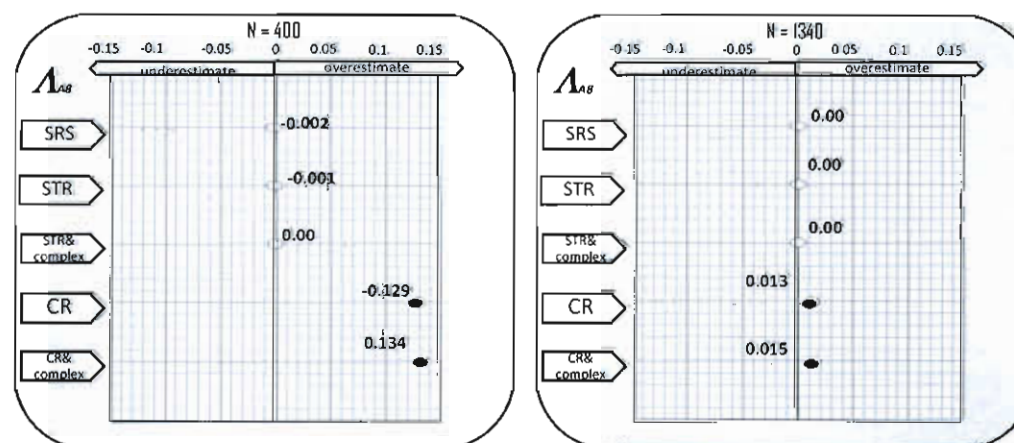 N = 400
-0.15 -0.1 -0.05 0 0.05 0.1 0.15
underestimate overestimate
Λ AB
SRS -0.002
STR -0.001
STR& complex 0.00
CR -0.129
CR& complex 0.134
N = 1340
-0.15 -0.1 -0.05 0 0.05 0.1 0.15
underestimate overestimate
Λ AB
SRS 0.00
STR 0.00
STR& complex 0.00
CR 0.013
CR& complex 0.015